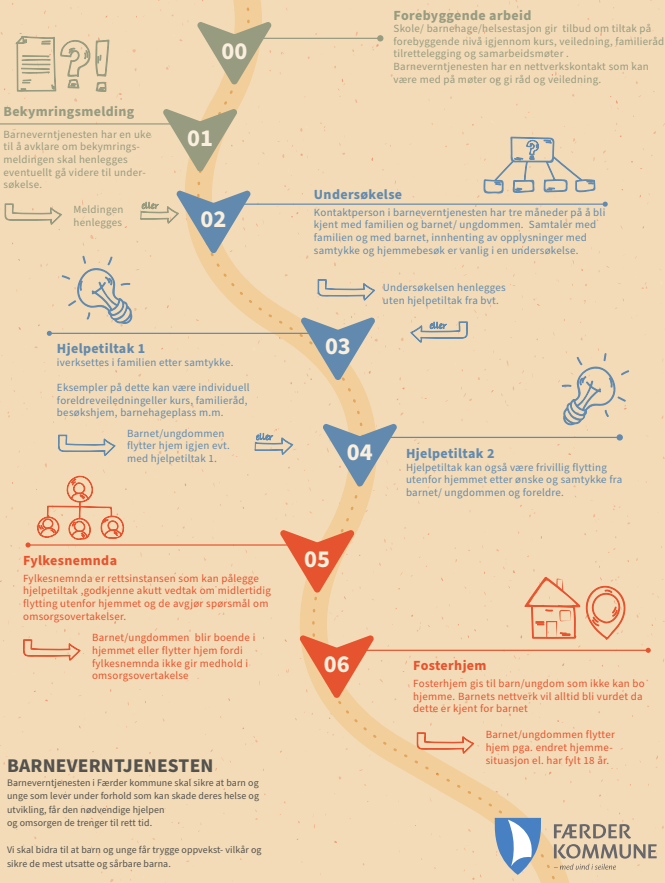 00
Forebyggende arbeid
Skole/ barnehage/helsestasjon gir tilbud om tiltak på
forebyggende nivå igjennom kurs, veiledning, familieråd
tilrettelegging og samarbeidsmøter .
Barneverntjenesten har en nettverkskontakt som kan
være med på møter og gi råd og veiledning.
01
Bekymringsmelding
Barneverntjenesten har en uke
til å avklare om bekymrings-
meldingen skal henlegges
eventuellt gå videre til under-
søkelse.
Meldingen
henlegges
eller
02
Undersøkelse
Kontaktperson i barneverntjenesten har tre måneder på å bli
kjent med familien og barnet/ ungdommen. Samtaler med
familien og med barnet, innhenting av opplysninger med
samtykke og hjemmebesøk er vanlig i en undersøkelse.
Undersøkelsen henlegges
uten hjelpetiltak fra bvt.
eller
03
Hjelpetiltak 1
iverksettes i familien etter samtykke.
Eksempler på dette kan være individuell
foreldreveiledningeller kurs, familieråd,
besøkshjem, barnehageplass m.m.
Barnet/ungdommen
flytter hjem igjen evt.
med hjelpetiltak 1.
eller
04
Hjelpetiltak 2
Hjelpetiltak kan også være frivillig flytting
utenfor hjemmet etter ønske og samtykke fra
barnet/ ungdommen og foreldre.
05
Fylkesnemnda
Fylkesnemnda er rettsinstansen som kan pålegge
hjelpetiltak ,godkjenne akutt vedtak om midlertidig
flytting utenfor hjemmet og de avgjør spørsmål om
omsorgsovertakelser.
Barnet/ungdommen blir boende i
hjemmet eller flytter hjem fordi
fylkesnemnda ikke gir medhold i
omsorgsovertakelse
06
Fosterhjem
Fosterhjem gis til barn/ungdom som ikke kan bo
hjemme. Barnets nettverk vil alltid bli vurdet da
dette er kjent for barnet
Barnet/ungdommen flytter
hjem pga. endret hjemme-
situasjon el. har fylt 18 år.
BARNEVERNTJENESTEN
Barneverntjenesten i Færder kommune skal sikre at barn og
unge som lever under forhold som kan skade deres helse og
utvikling, får den nødvendige hjelpen
og omsorgen de trenger til rett tid.
Vi skal bidra til at barn og unge får trygge oppvekst- vilkår og
sikre de mest utsatte og sårbare barna.
FÆRDER
KOMMUNE
– med vind i seilene